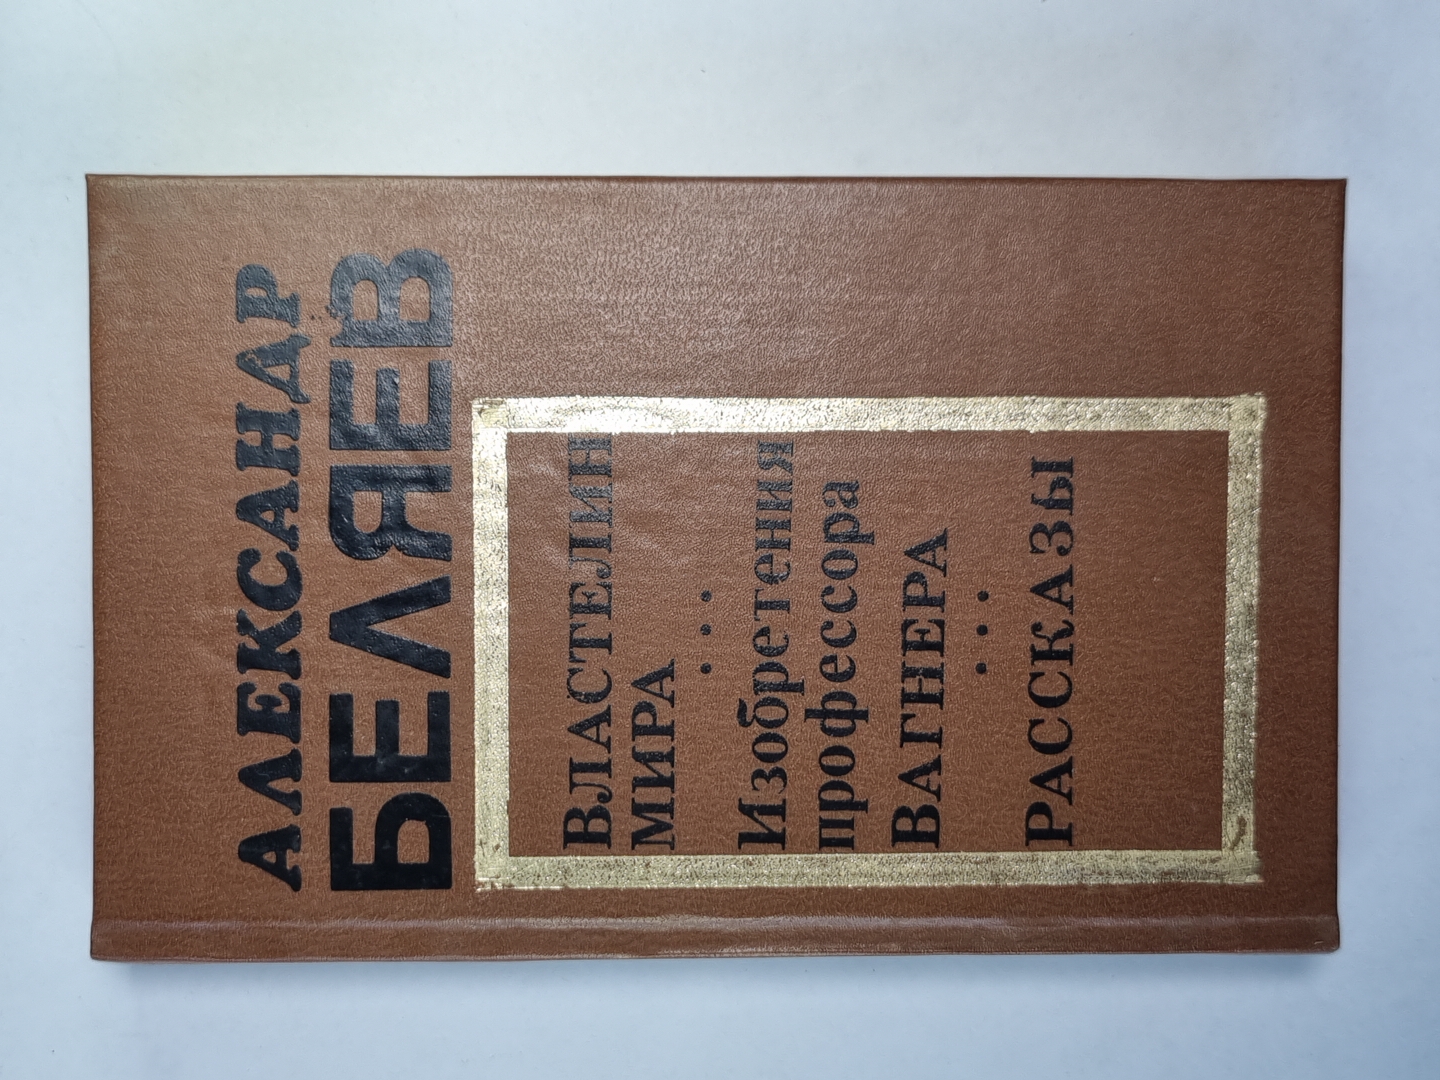 АЛЕКСАНДР
БЕЛЯЕВ
ВЛАСТЕЛИН
МИРА
• • •
Изобретения
профессора
ВАГНЕРА
• • •
РАССКАЗЫ